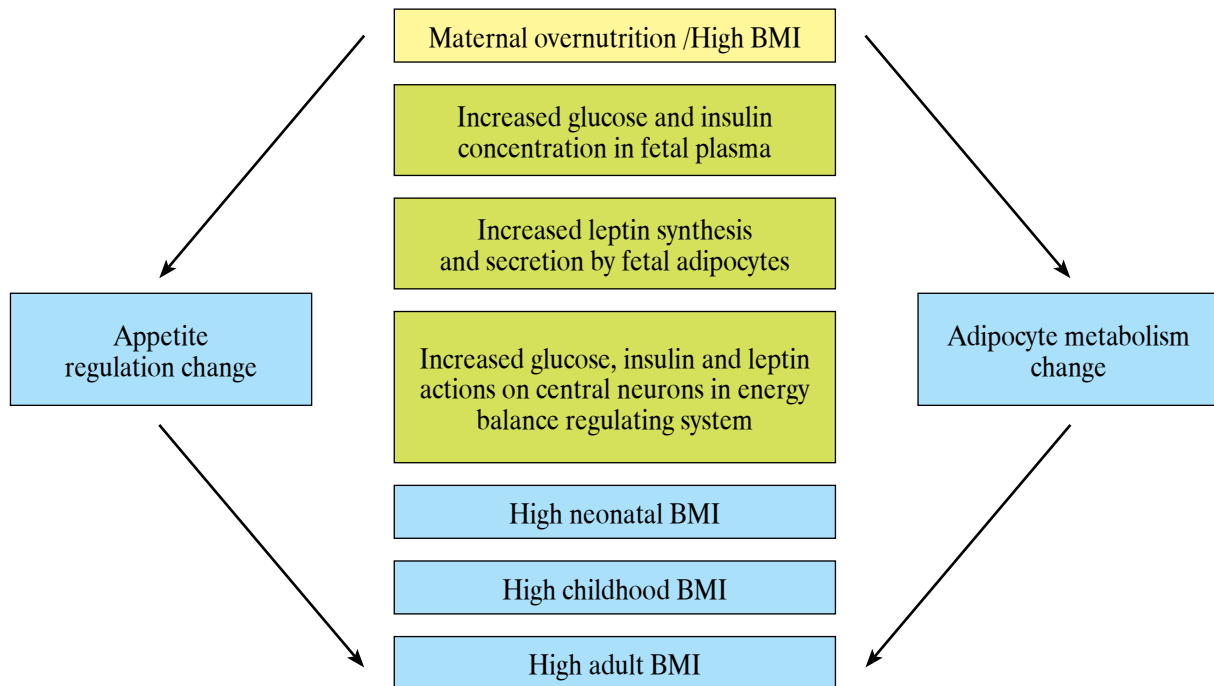 Maternal overnutrition /High BMI
Increased glucose and insulin
concentration in fetal plasma
Increased leptin synthesis
and secretion by fetal adipocytes
Appetite
regulation change
Increased glucose, insulin and leptin
actions on central neurons in energy
balance regulating system
Adipocyte metabolism
change
High neonatal BMI
High childhood BMI
High adult BMI